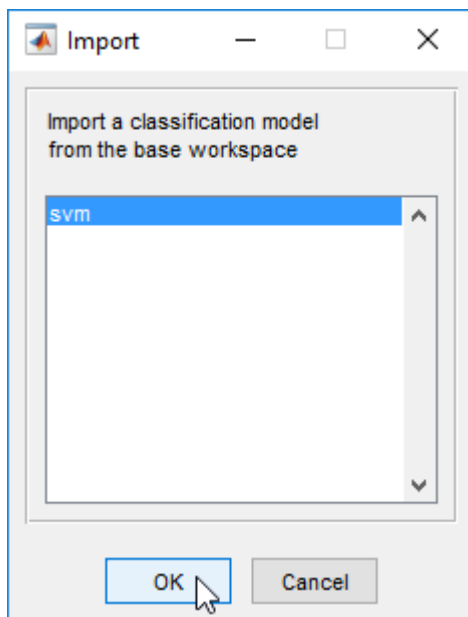 Import
Import a classification model
from the base workspace
svm
OK
Cancel